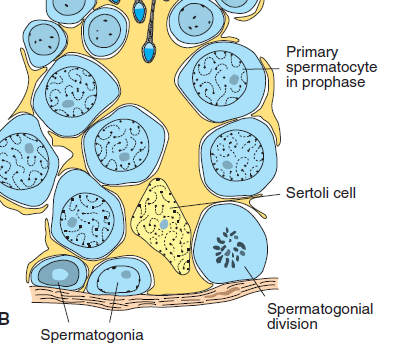 Primary
spermatocyte
in prophase
Sertoli cell
Spermatogonial
division
B
Spermatogonia